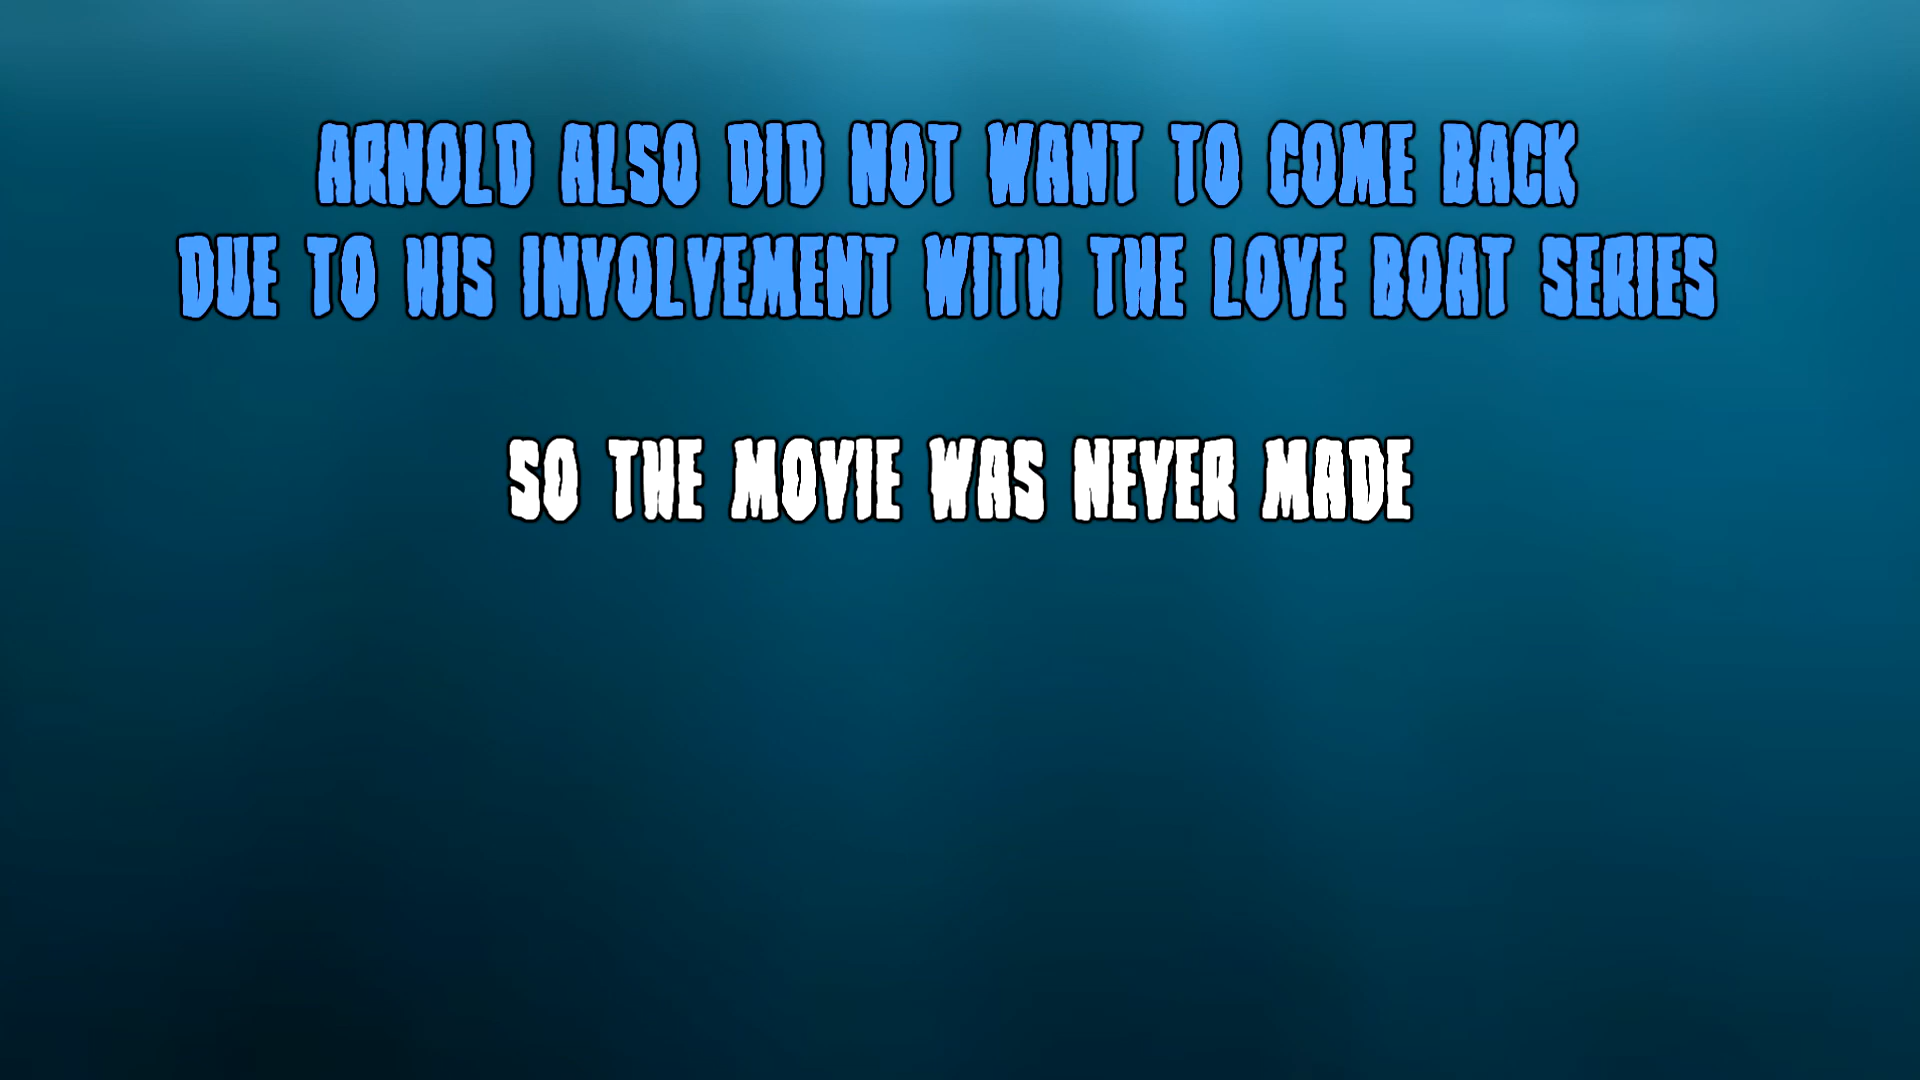 ARNOLD ALSO DID NOT WANT TO COME BACK
DUE TO HIS INVOLVEMENT WITH THE LOVE BOAT SERIES
SO THE MOVIE WAS NEVER MADE